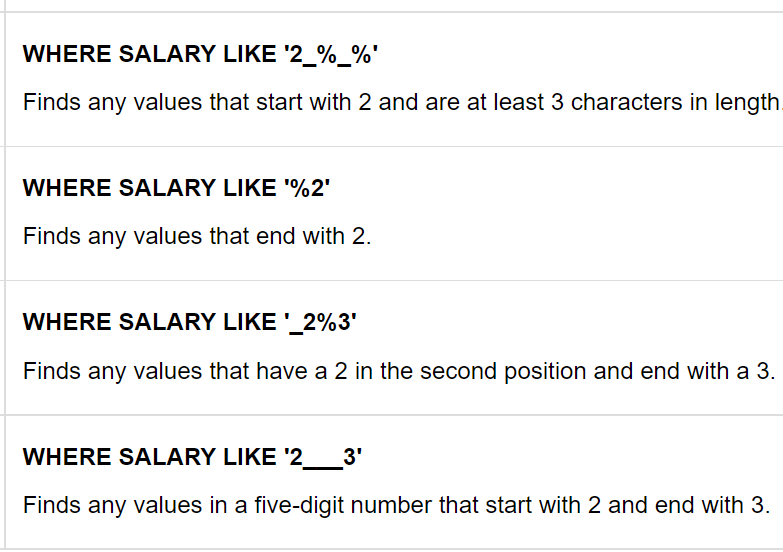 WHERE SALARY LIKE '2_%_%'
Finds any values that start with 2 and are at least 3 characters in length.
WHERE SALARY LIKE '%2'
Finds any values that end with 2.
WHERE SALARY LIKE '_2%3'
Finds any values that have a 2 in the second position and end with a 3.
WHERE SALARY LIKE '2___3'
Finds any values in a five-digit number that start with 2 and end with 3.